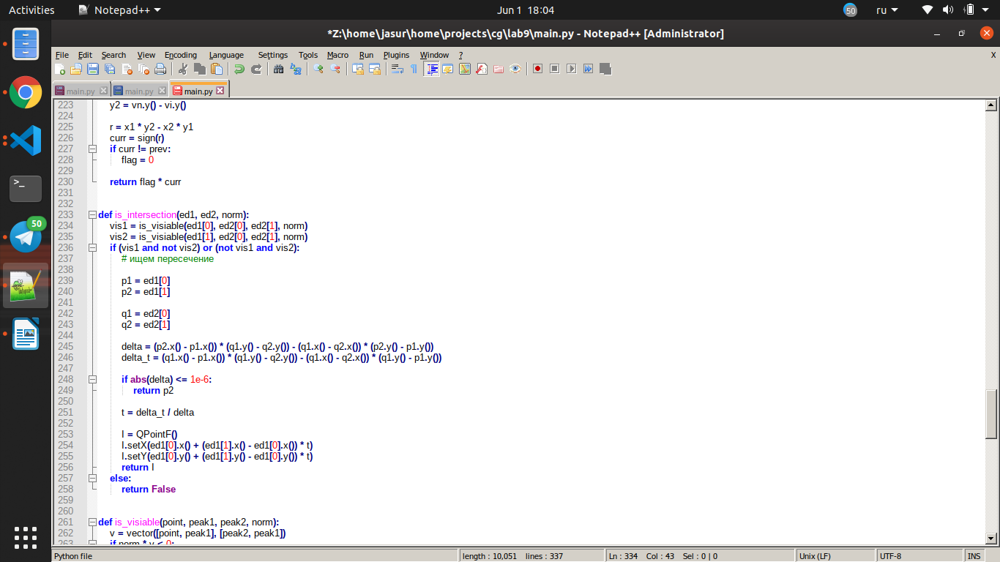 Activities Notepad++ Jun 1 18:04 50 ru
*Z:\home\jasur\home\projects\cg\lab9\main.py - Notepad++ [Administrator]
File Edit Search View Encoding Language Settings Tools Macro Run Plugins Window ? X
main.py main.py main.py
223 y2 = vn.y() - vi.y()
224
225 r = x1 * y2 - x2 * y1
226 curr = sign(r)
227 if curr != prev:
228 flag = 0
229
230 return flag * curr
231
232
233 def is_intersection(ed1, ed2, norm):
234 vis1 = is_visiable(ed1[0], ed2[0], ed2[1], norm)
235 vis2 = is_visiable(ed1[1], ed2[0], ed2[1], norm)
236 if (vis1 and not vis2) or (not vis1 and vis2):
237 # ищем пересечение
238
239 p1 = ed1[0]
240 p2 = ed1[1]
241
242 q1 = ed2[0]
243 q2 = ed2[1]
244
245 delta = (p2.x() - p1.x()) * (q1.y() - q2.y()) - (q1.x() - q2.x()) * (p2.y() - p1.y())
246 delta_t = (q1.x() - p1.x()) * (q1.y() - q2.y()) - (q1.x() - q2.x()) * (q1.y() - p1.y())
247
248 if abs(delta) <= 1e-6:
249 return p2
250
251 t = delta_t / delta
252
253 I = QPointF()
254 I.setX(ed1[0].x() + (ed1[1].x() - ed1[0].x()) * t)
255 I.setY(ed1[0].y() + (ed1[1].y() - ed1[0].y()) * t)
256 return I
257 else:
258 return False
259
260
261 def is_visiable(point, peak1, peak2, norm):
262 v = vector([point, peak1], [peak2, peak1])
263 if norm * v < 0:
50
>_
Python file length : 10,051 lines : 337 Ln : 334 Col : 43 Sel : 0 | 0 Unix (LF) UTF-8 INS